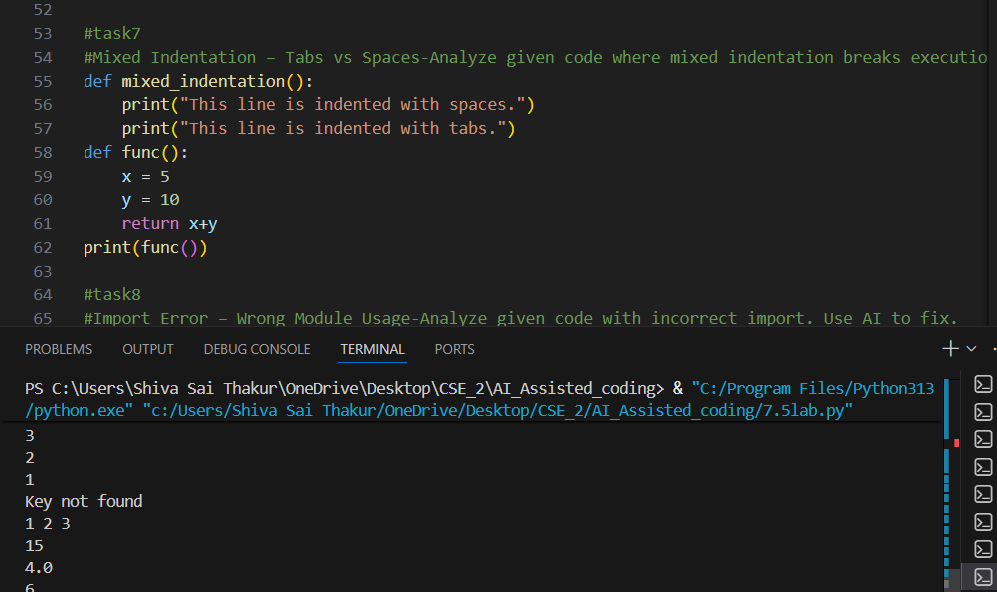 52
53 #task7
54 #Mixed Indentation – Tabs vs Spaces-Analyze given code where mixed indentation breaks executio
55 def mixed_indentation():
56     print("This line is indented with spaces.")
57     print("This line is indented with tabs.")
58 def func():
59     x = 5
60     y = 10
61     return x+y
62 print(func())
63
64 #task8
65 #Import Error – Wrong Module Usage-Analyze given code with incorrect import. Use AI to fix.
PROBLEMS OUTPUT DEBUG CONSOLE TERMINAL PORTS
PS C:\Users\Shiva Sai Thakur\OneDrive\Desktop\CSE_2\AI_Assisted_coding> & "C:/Program Files/Python313
/python.exe" "c:/Users/Shiva Sai Thakur/OneDrive/Desktop/CSE_2/AI_Assisted_coding/7.5lab.py"
3
2
1
Key not found
1 2 3
15
4.0
6